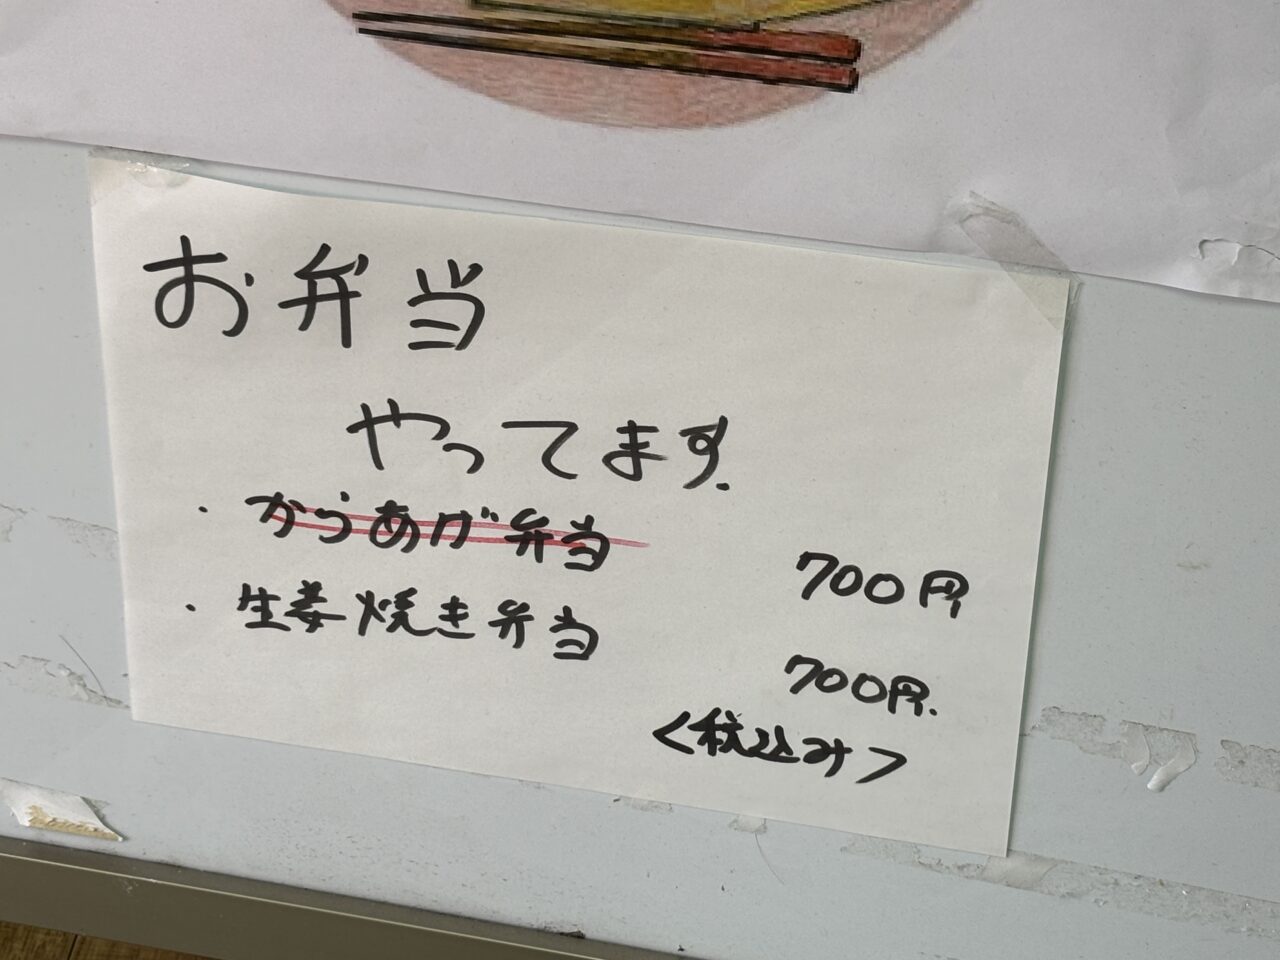 お弁当
やってます.
・からあげ弁当 700円
・生姜焼き弁当 700円.
<税込み>